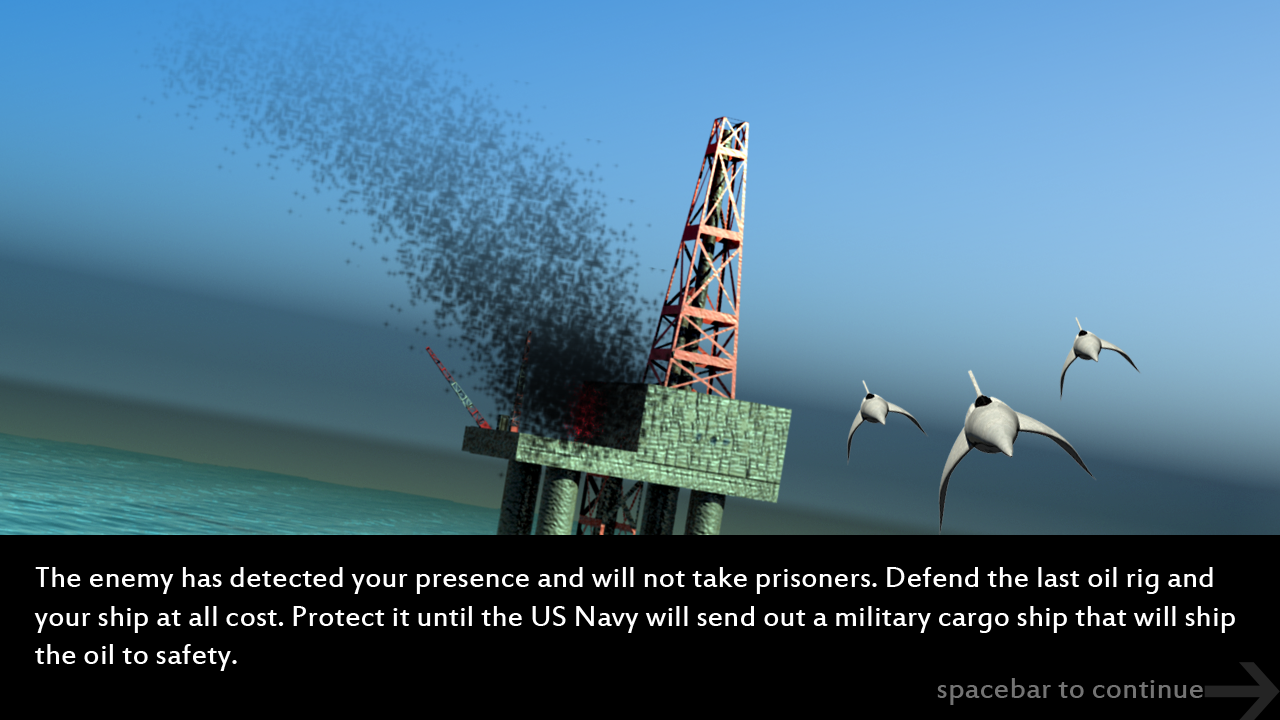 The enemy has detected your presence and will not take prisoners. Defend the last oil rig and
your ship at all cost. Protect it until the US Navy will send out a military cargo ship that will ship
the oil to safety.
spacebar to continue